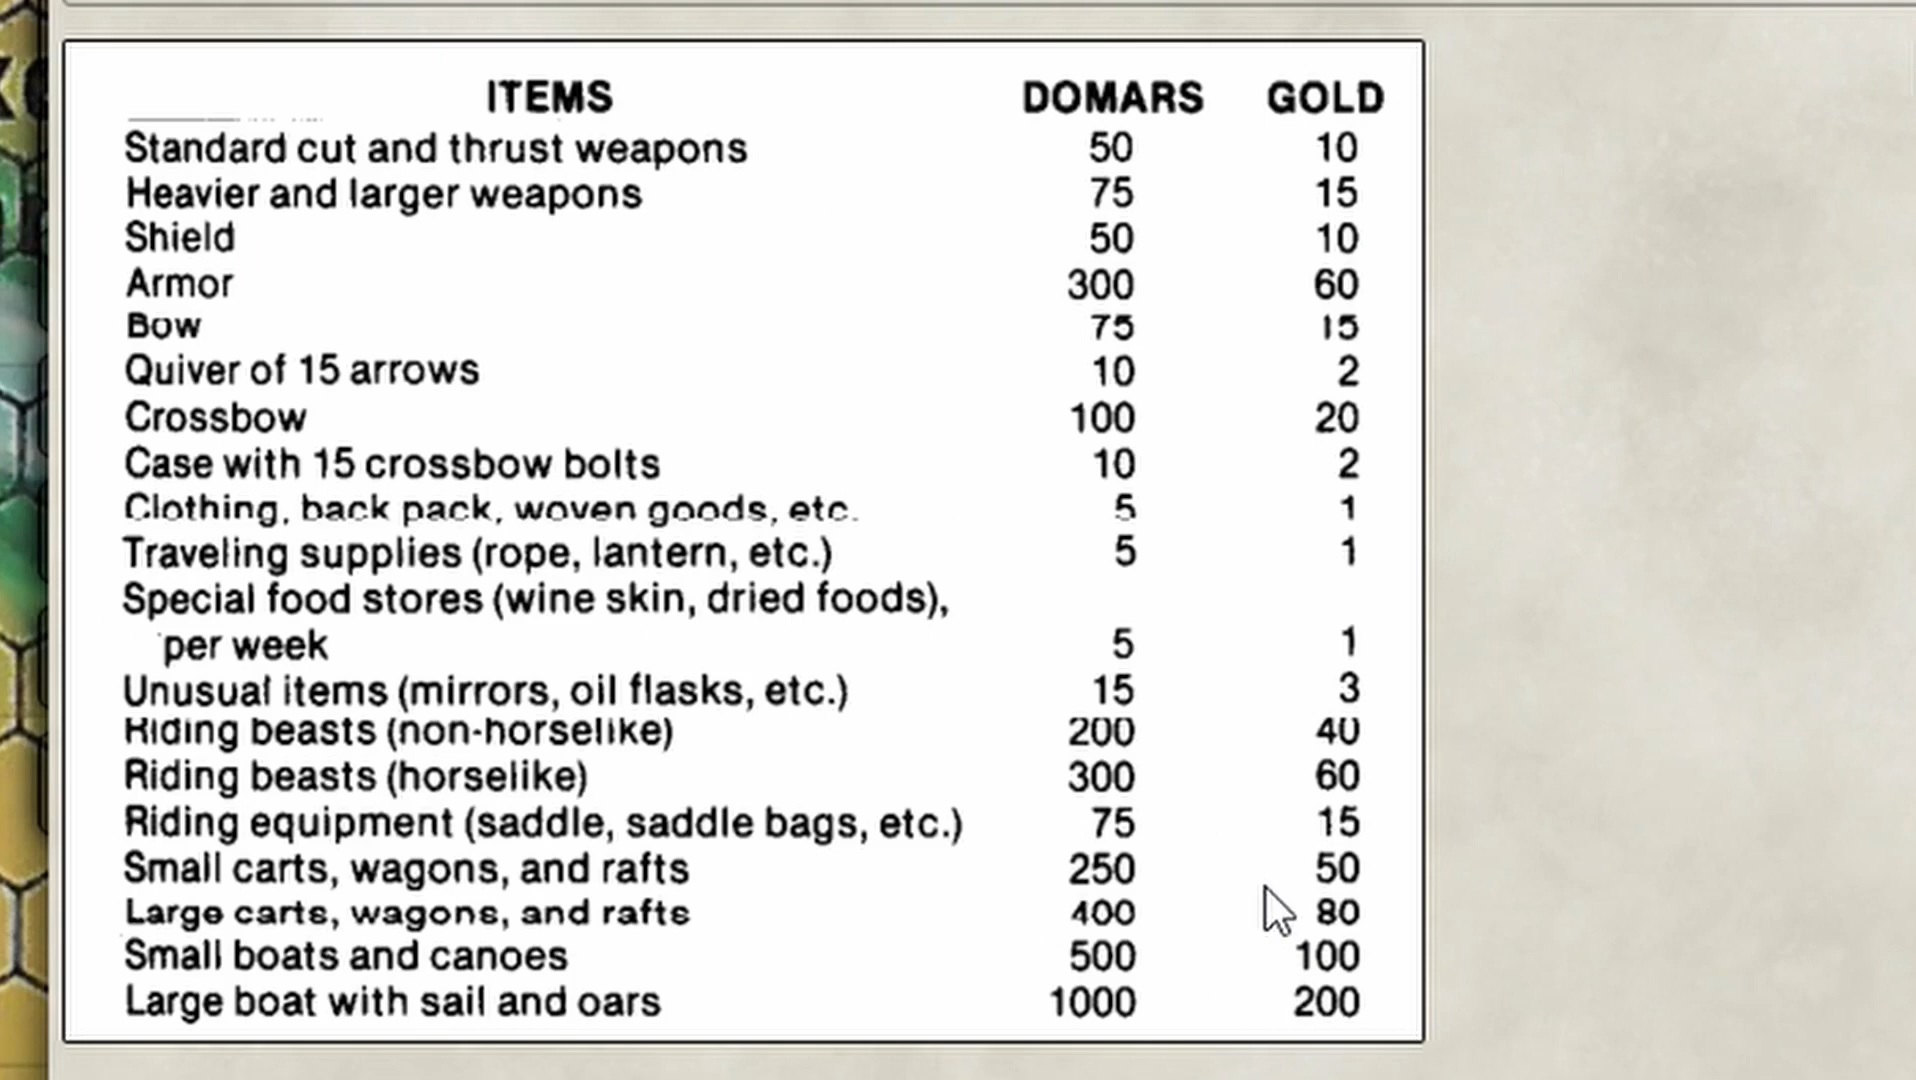 ITEMS DOMARS GOLD
Standard cut and thrust weapons 50 10
Heavier and larger weapons 75 15
Shield 50 10
Armor 300 60
Bow 75 15
Quiver of 15 arrows 10 2
Crossbow 100 20
Case with 15 crossbow bolts 10 2
Clothing, back pack, woven goods, etc. 5 1
Traveling supplies (rope, lantern, etc.) 5 1
Special food stores (wine skin, dried foods),
per week 5 1
Unusual items (mirrors, oil flasks, etc.) 15 3
Riding beasts (non-horselike) 200 40
Riding beasts (horselike) 300 60
Riding equipment (saddle, saddle bags, etc.) 75 15
Small carts, wagons, and rafts 250 50
Large carts, wagons, and rafts 400 80
Small boats and canoes 500 100
Large boat with sail and oars 1000 200